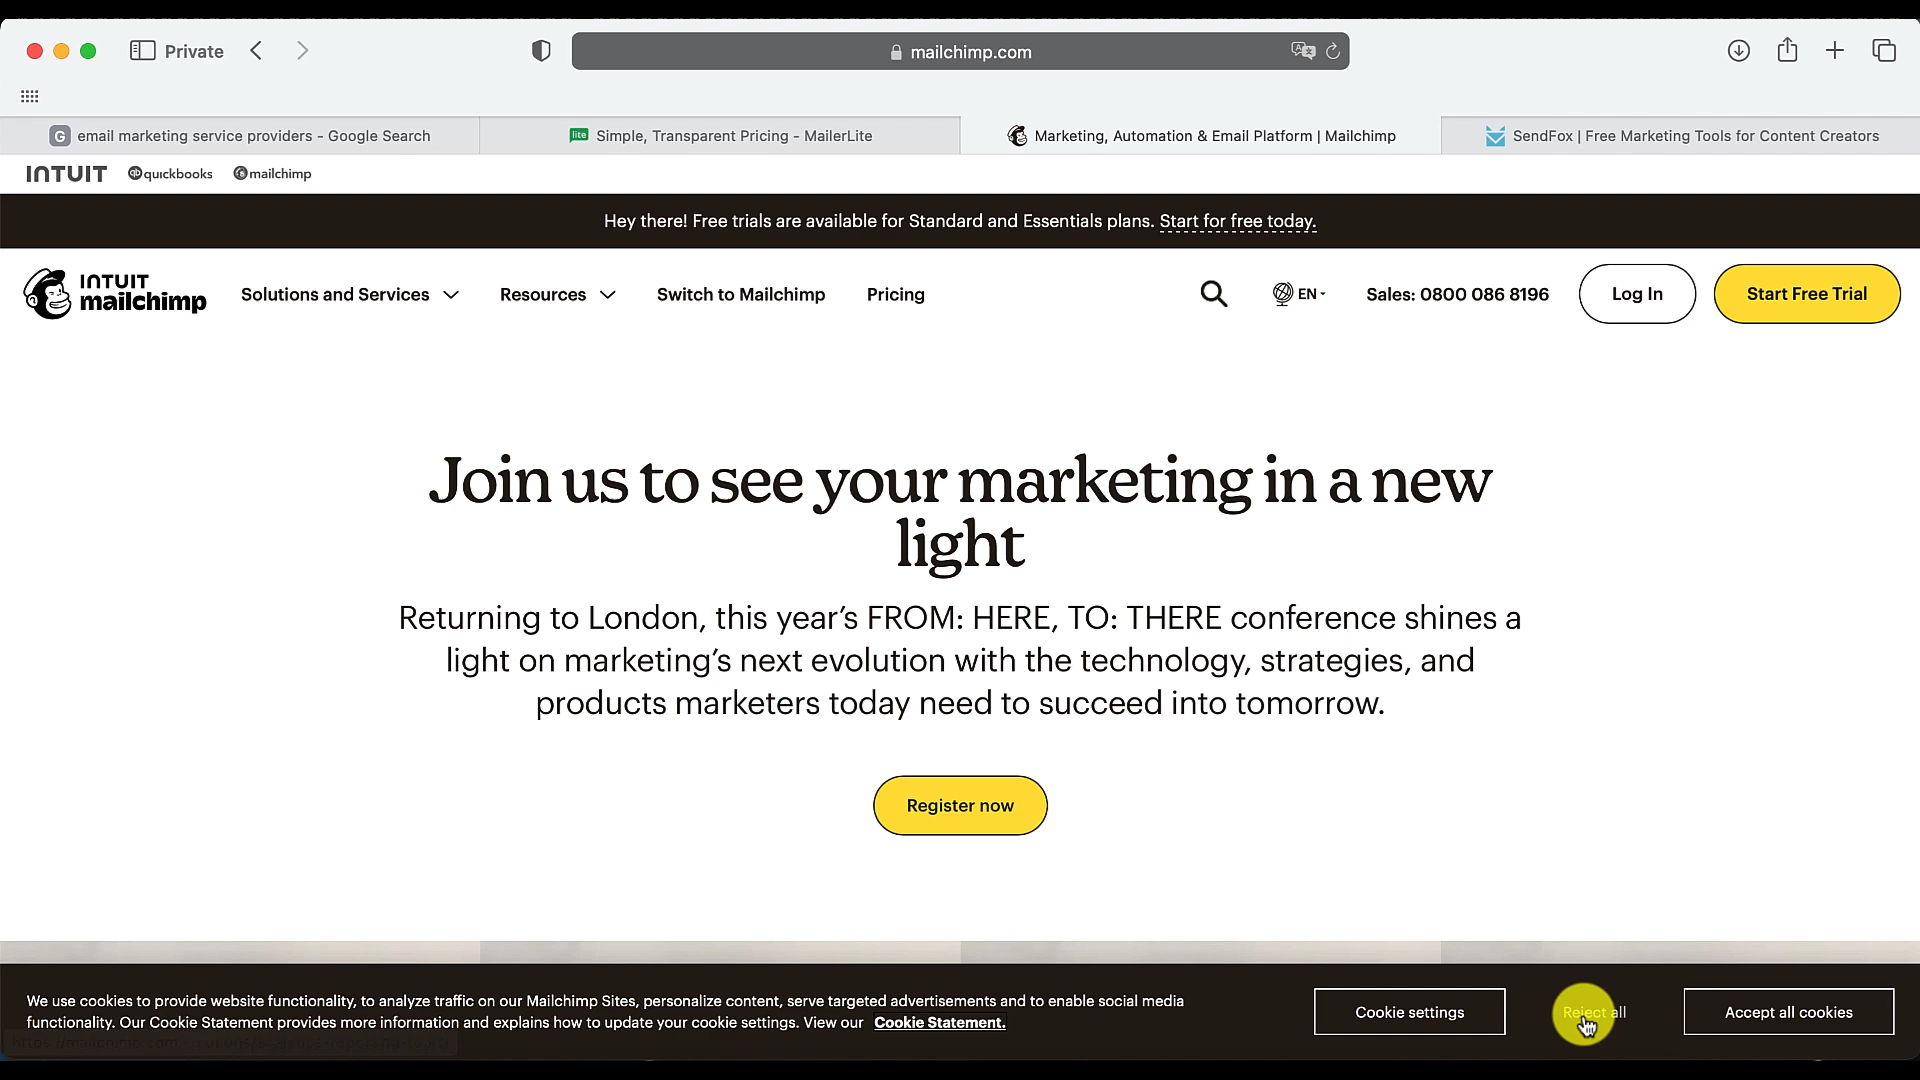 Private
mailchimp.com
email marketing service providers - Google Search
lite Simple, Transparent Pricing - MailerLite
Marketing, Automation & Email Platform | Mailchimp
SendFox | Free Marketing Tools for Content Creators
INTUIT quickbooks mailchimp
Hey there! Free trials are available for Standard and Essentials plans. Start for free today.
INTUIT
mailchimp
Solutions and Services
Resources
Switch to Mailchimp
Pricing
EN
Sales: 0800 086 8196
Log In
Start Free Trial
Join us to see your marketing in a new
light
Returning to London, this year's FROM: HERE, TO: THERE conference shines a
light on marketing's next evolution with the technology, strategies, and
products marketers today need to succeed into tomorrow.
Register now
We use cookies to provide website functionality, to analyze traffic on our Mailchimp Sites, personalize content, serve targeted advertisements and to enable social media
functionality. Our Cookie Statement provides more information and explains how to update your cookie settings. View our Cookie Statement.
Cookie settings
Reject all
Accept all cookies